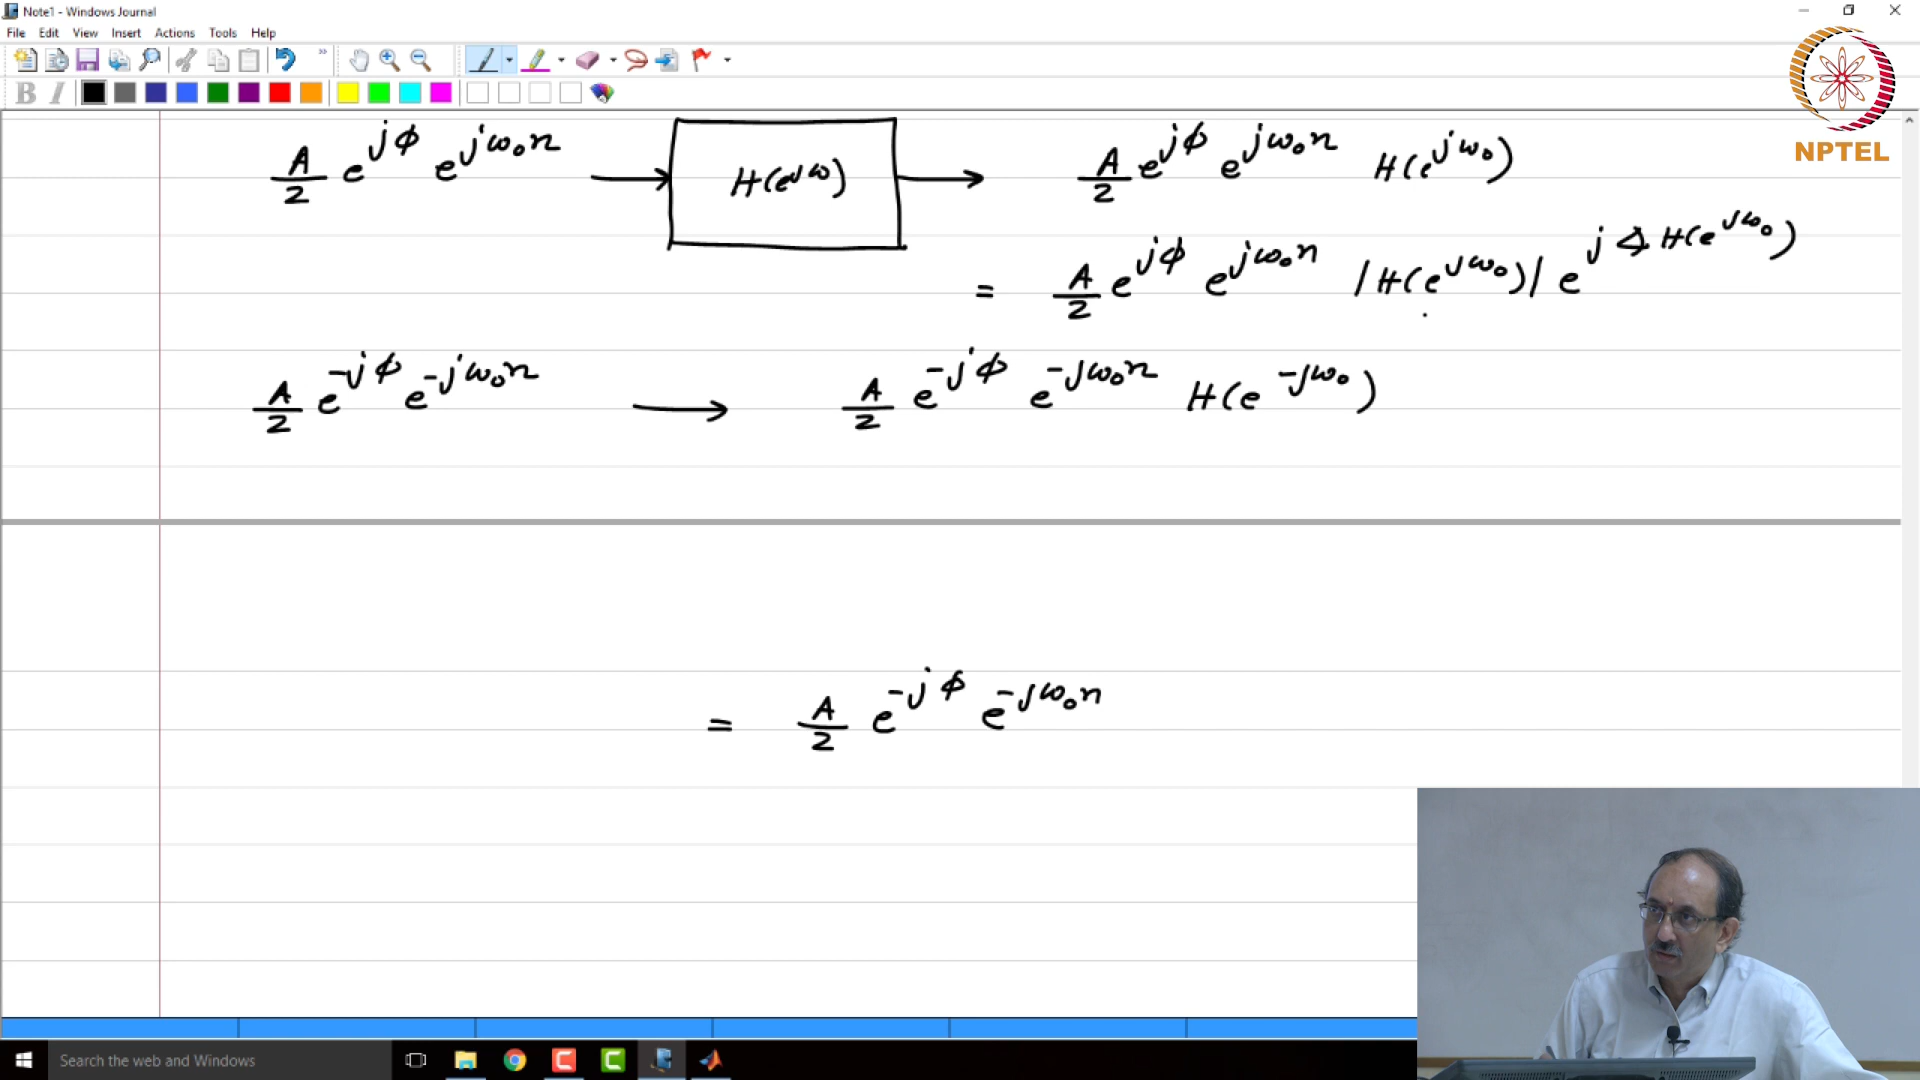 Note1 - Windows Journal
File Edit View Insert Actions Tools Help
B I
NPTEL
A/2 e^{jϕ} e^{jω₀n} → H(e^{jω}) → A/2 e^{jϕ} e^{jω₀n} H(e^{jω₀})
= A/2 e^{jϕ} e^{jω₀n} |H(e^{jω₀})| e^{j∢H(e^{jω₀})}
A/2 e^{-jϕ} e^{-jω₀n} → A/2 e^{-jϕ} e^{-jω₀n} H(e^{-jω₀})
= A/2 e^{-jϕ} e^{-jω₀n}
Search the web and Windows